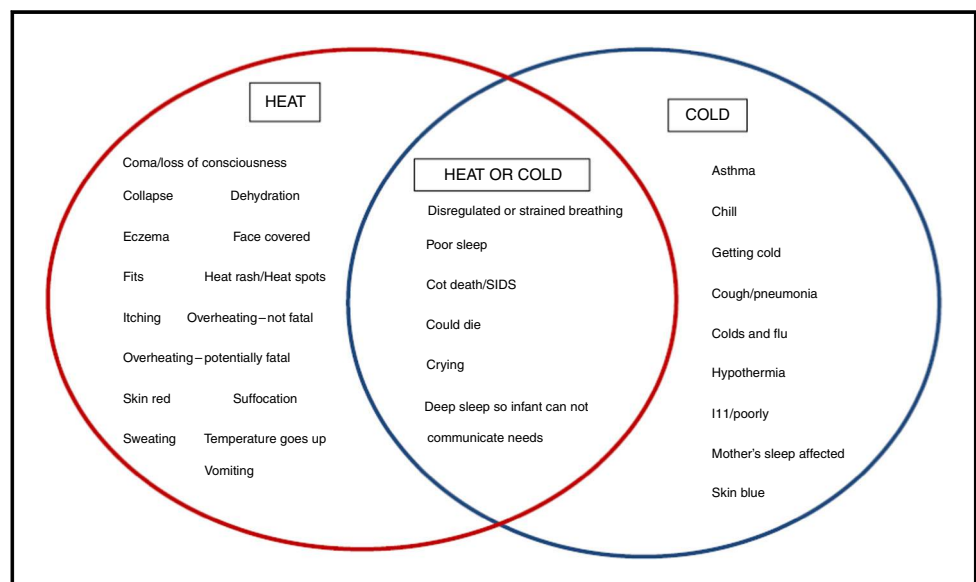 HEAT
Coma/loss of consciousness
Collapse Dehydration
Eczema Face covered
Fits Heat rash/Heat spots
Itching Overheating–not fatal
Overheating–potentially fatal
Skin red Suffocation
Sweating Temperature goes up
Vomiting
HEAT OR COLD
Disregulated or strained breathing
Poor sleep
Cot death/SIDS
Could die
Crying
Deep sleep so infant can not
communicate needs
COLD
Asthma
Chill
Getting cold
Cough/pneumonia
Colds and flu
Hypothermia
I11/poorly
Mother's sleep affected
Skin blue